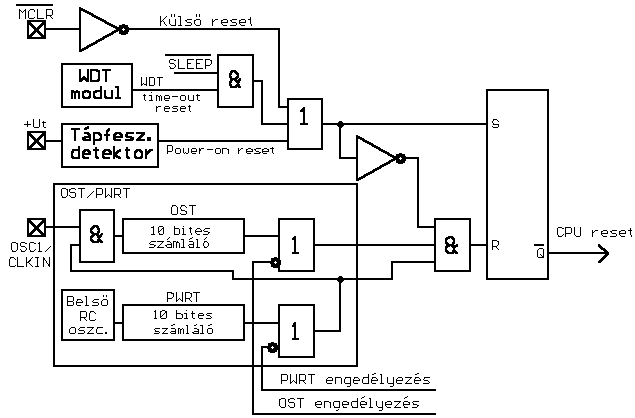 MCLR
Külső reset
SLEEP
WDT
modul
WDT
time-out
reset
&
1
+Ut
Tápfesz.
detektor
Power-on reset
S
OST/PWRT
OST
&
10 bites
számláló
1
&
R
Q
CPU reset
OSC1/
CLKIN
Belső
RC
oszc.
PWRT
10 bites
számláló
1
PWRT engedélyezés
OST engedélyezés